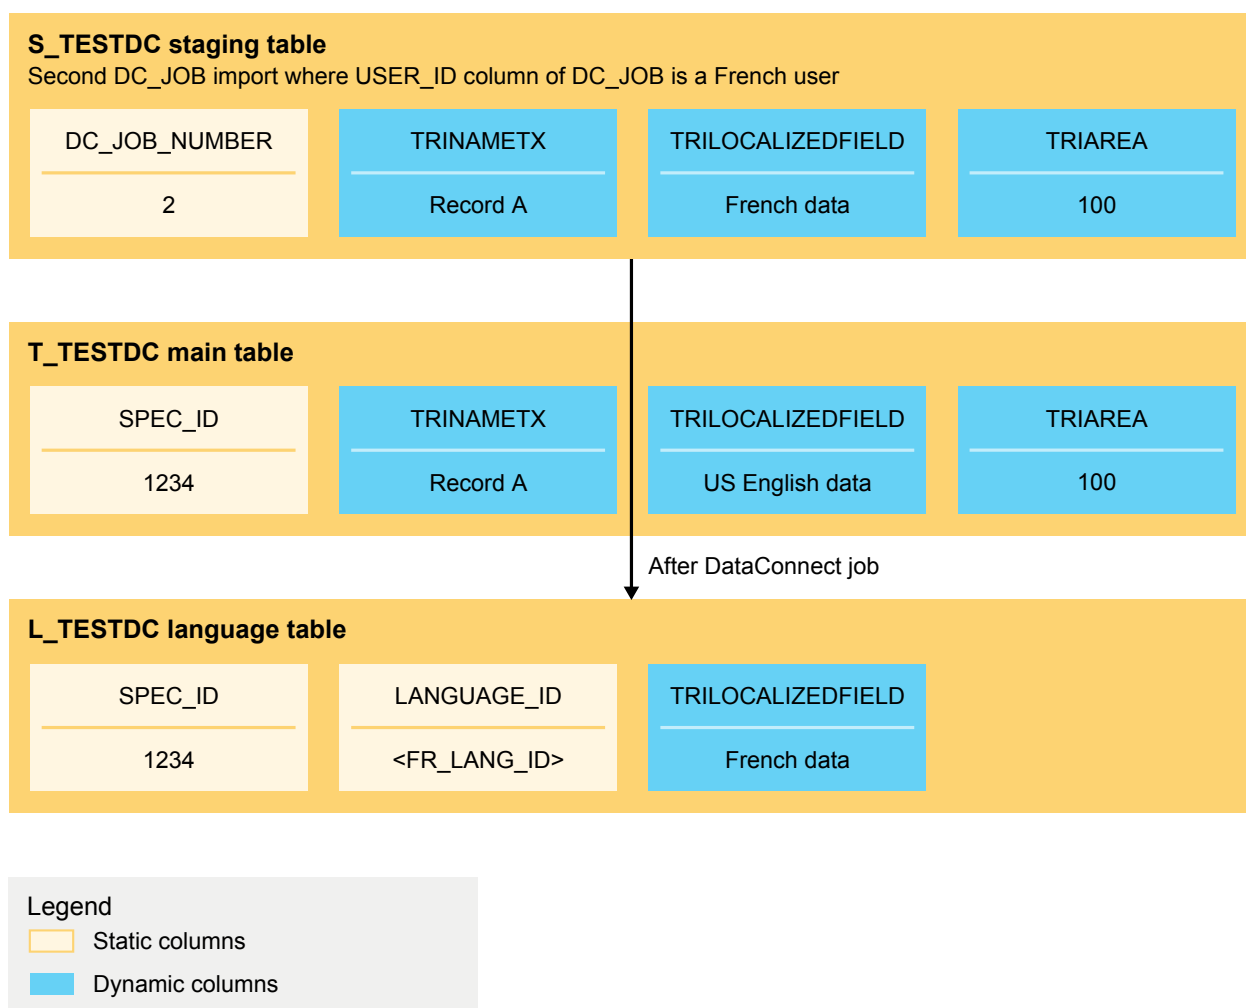 S_TESTDC staging table
Second DC_JOB import where USER_ID column of DC_JOB is a French user
DC_JOB_NUMBER TRINAMETX TRILOCALIZEDFIELD TRIAREA
2 Record A French data 100
T_TESTDC main table
SPEC_ID TRINAMETX TRILOCALIZEDFIELD TRIAREA
1234 Record A US English data 100
After DataConnect job
L_TESTDC language table
SPEC_ID LANGUAGE_ID TRILOCALIZEDFIELD
1234 <FR_LANG_ID> French data
Legend
Static columns
Dynamic columns